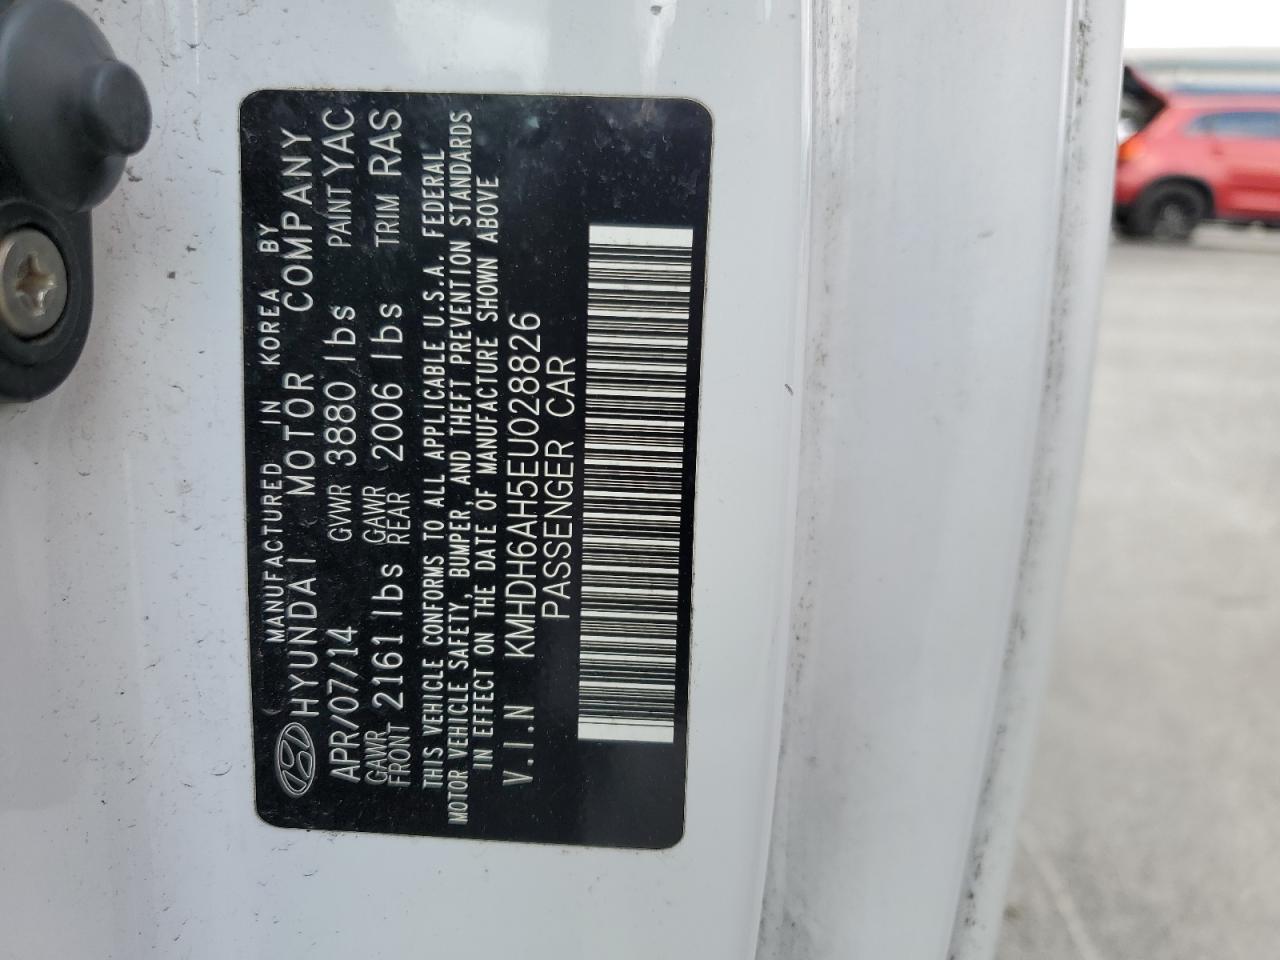 MANUFACTURED IN KOREA BY
HYUNDAI MOTOR COMPANY
APR/07/14 GVWR 3880 lbs PAINT YAC
GAWR FRONT 2161 lbs GAWR REAR 2006 lbs TRIM RAS
THIS VEHICLE CONFORMS TO ALL APPLICABLE U.S.A. FEDERAL
MOTOR VEHICLE SAFETY, BUMPER, AND THEFT PREVENTION STANDARDS
IN EFFECT ON THE DATE OF MANUFACTURE SHOWN ABOVE
V.I.N KMHDH6AH5EU028826
PASSENGER CAR